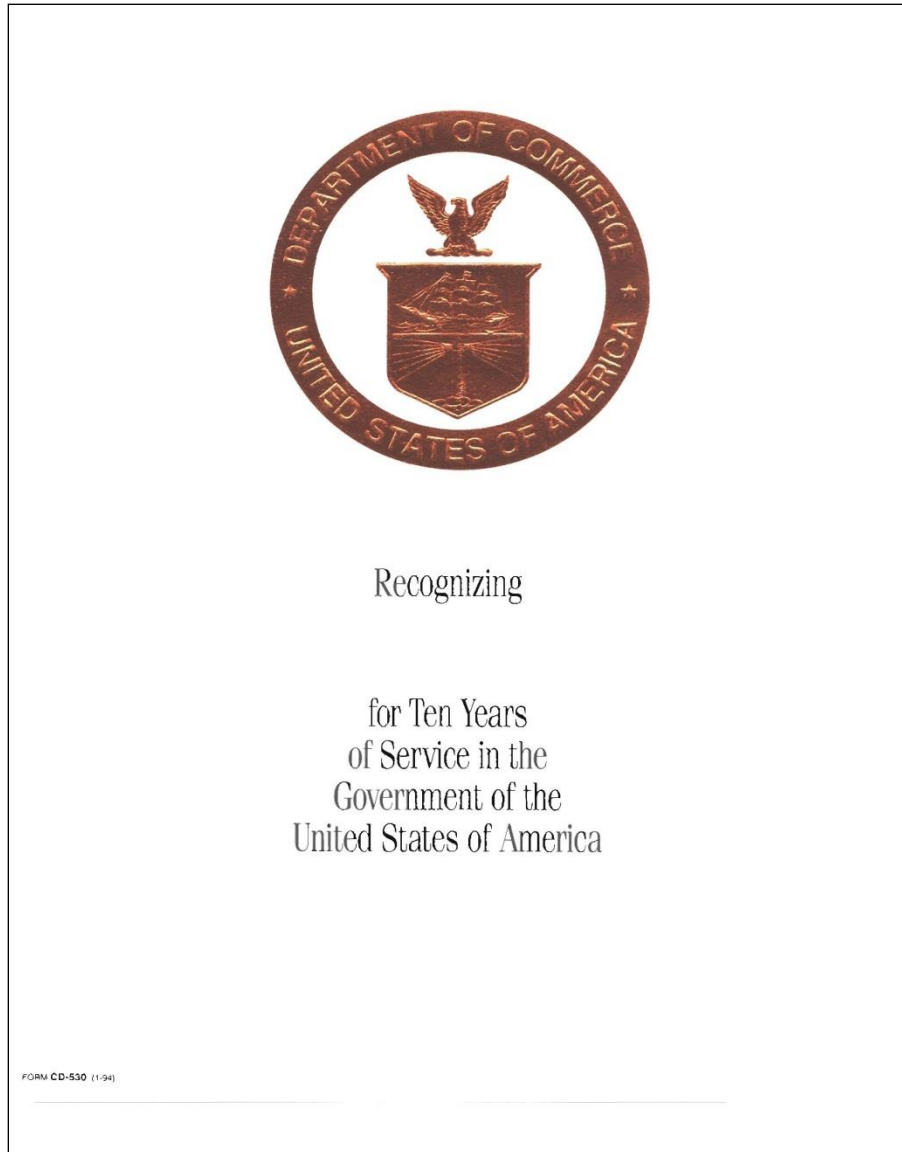 DEPARTMENT OF COMMERCE
UNITED STATES OF AMERICA
Recognizing
for Ten Years
of Service in the
Government of the
United States of America
FORM CD-530 (1-94)